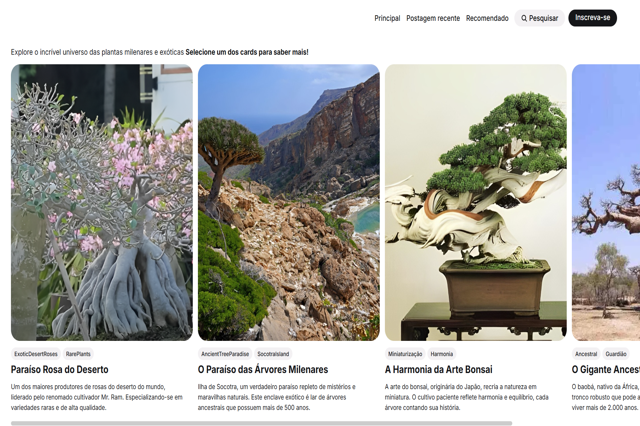 Principal Postagem recente Recomendado Pesquisar Inscreva-se
Explore o incrível universo das plantas milenares e exóticas Selecione um dos cards para saber mais!
ExoticDesertRoses RarePlants
Paraíso Rosa do Deserto
Um dos maiores produtores de rosas do deserto do mundo,
liderado pelo renomado cultivador Mr. Ram. Especializando-se em
variedades raras e de alta qualidade.
AncientTreeParadise SocotraIsland
O Paraíso das Árvores Milenares
Ilha de Socotra, um verdadeiro paraíso repleto de mistérios e
maravilhas naturais. Este enclave exótico é lar de árvores
ancestrais que possuem mais de 500 anos.
Miniaturização Harmonia
A Harmonia da Arte Bonsai
A arte do bonsai, originária do Japão, recria a natureza em
miniatura. O cultivo paciente reflete harmonia e equilíbrio, cada
árvore contando sua história.
Ancestral Guardião
O Gigante Ancest
O baobá, nativo da África,
tronco robusto que pode a
viver mais de 2.000 anos.